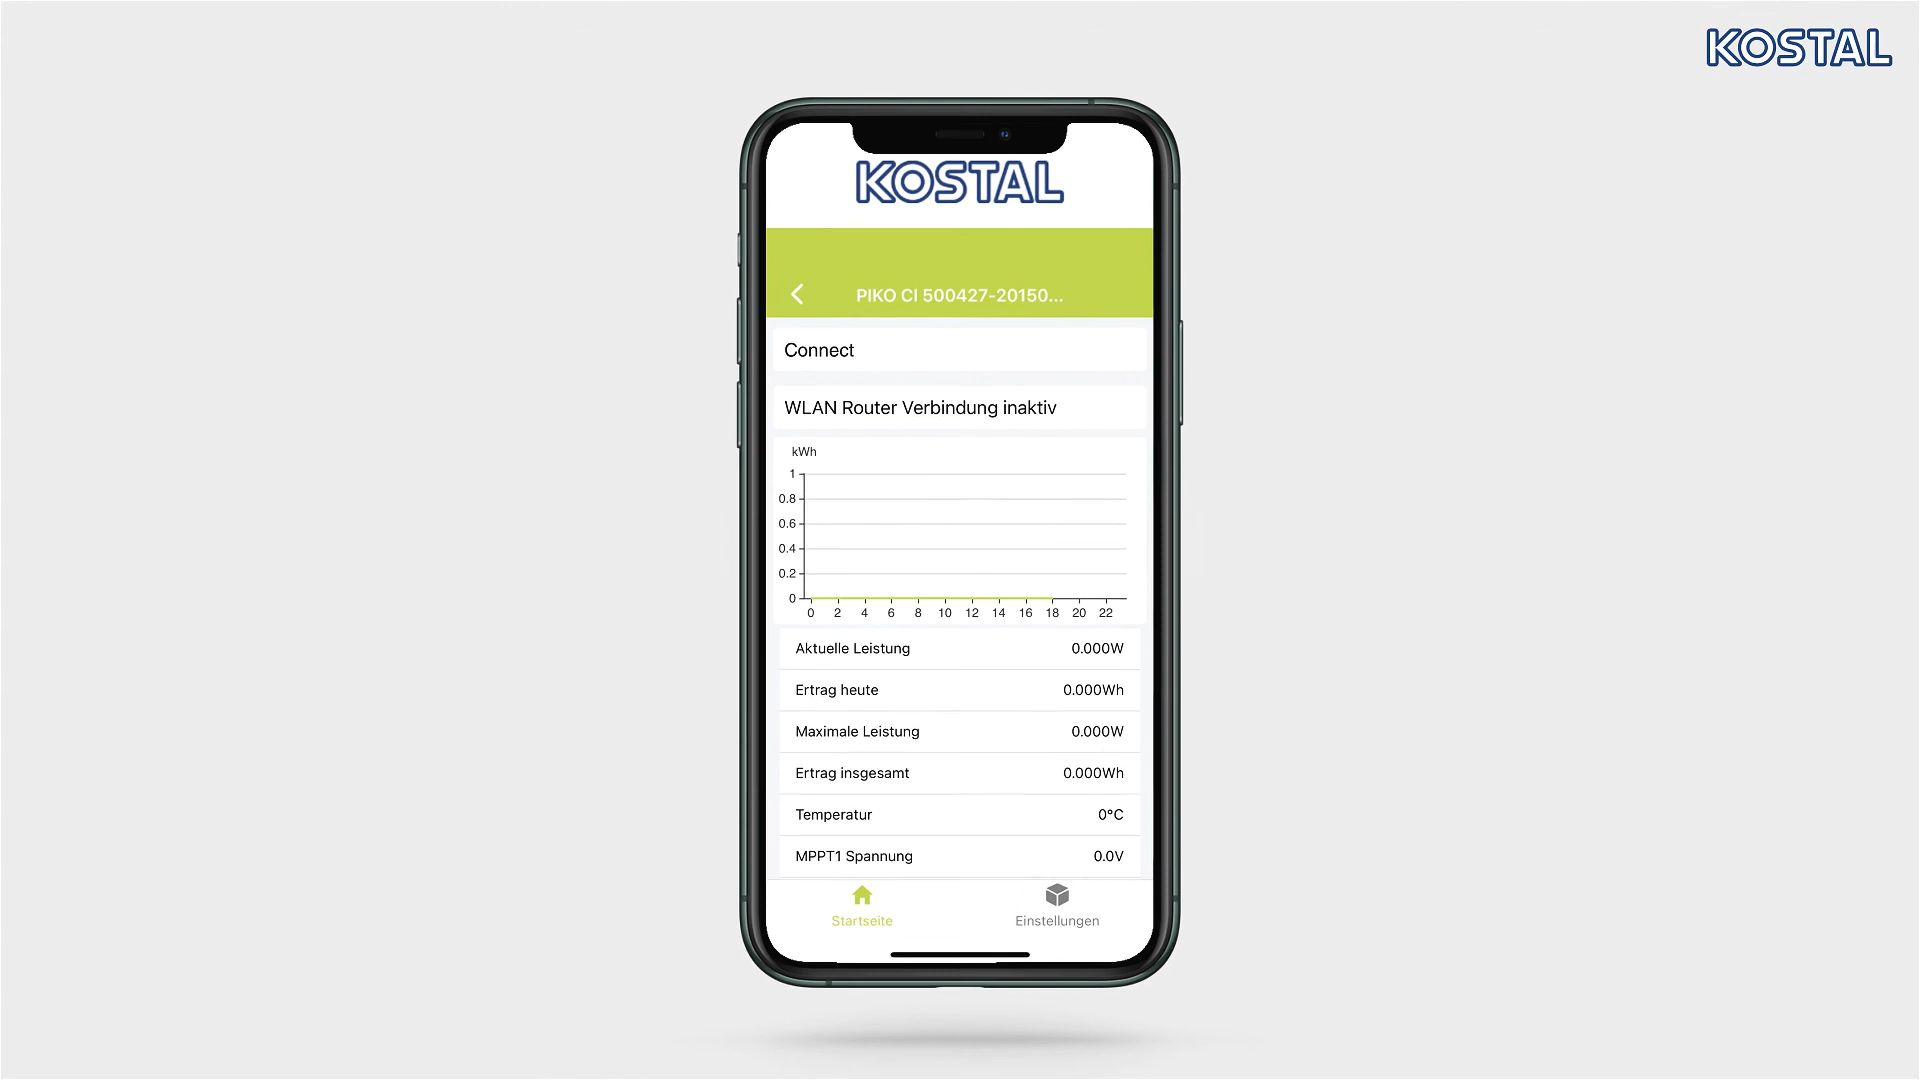 KOSTAL
KOSTAL
PIKO CI 500427-20150...
Connect
WLAN Router Verbindung inaktiv
kWh
1
0.8
0.6
0.4
0.2
0
0 2 4 6 8 10 12 14 16 18 20 22
Aktuelle Leistung 0.000W
Ertrag heute 0.000Wh
Maximale Leistung 0.000W
Ertrag insgesamt 0.000Wh
Temperatur 0°C
MPPT1 Spannung 0.0V
Startseite Einstellungen